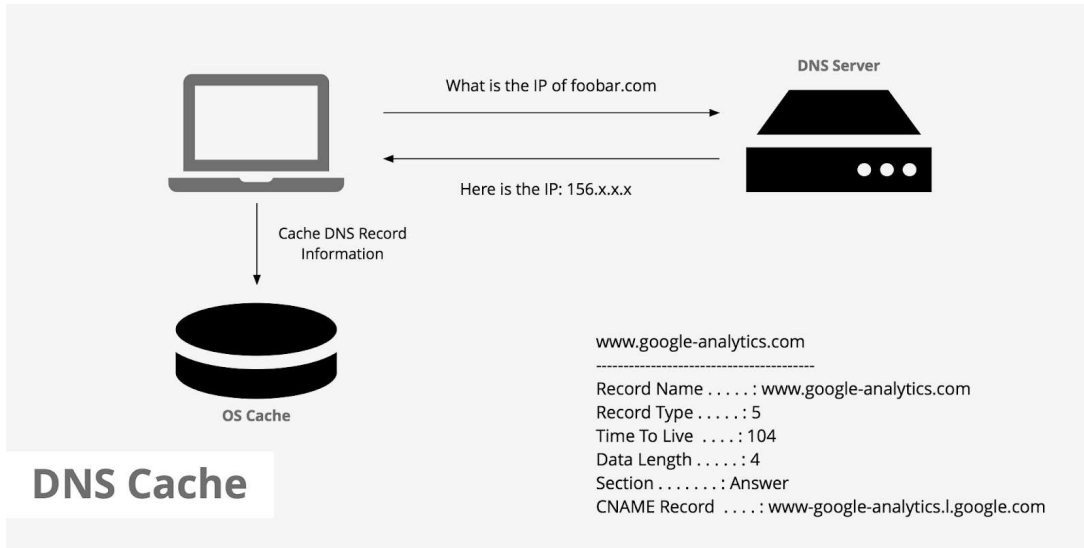 DNS Server
What is the IP of foobar.com
Here is the IP: 156.x.x.x
Cache DNS Record
Information
OS Cache
www.google-analytics.com
----------------------------------------
Record Name . . . . . : www.google-analytics.com
Record Type . . . . . : 5
Time To Live . . . . : 104
Data Length . . . . . : 4
Section . . . . . . . : Answer
CNAME Record . . . . : www-google-analytics.l.google.com
DNS Cache